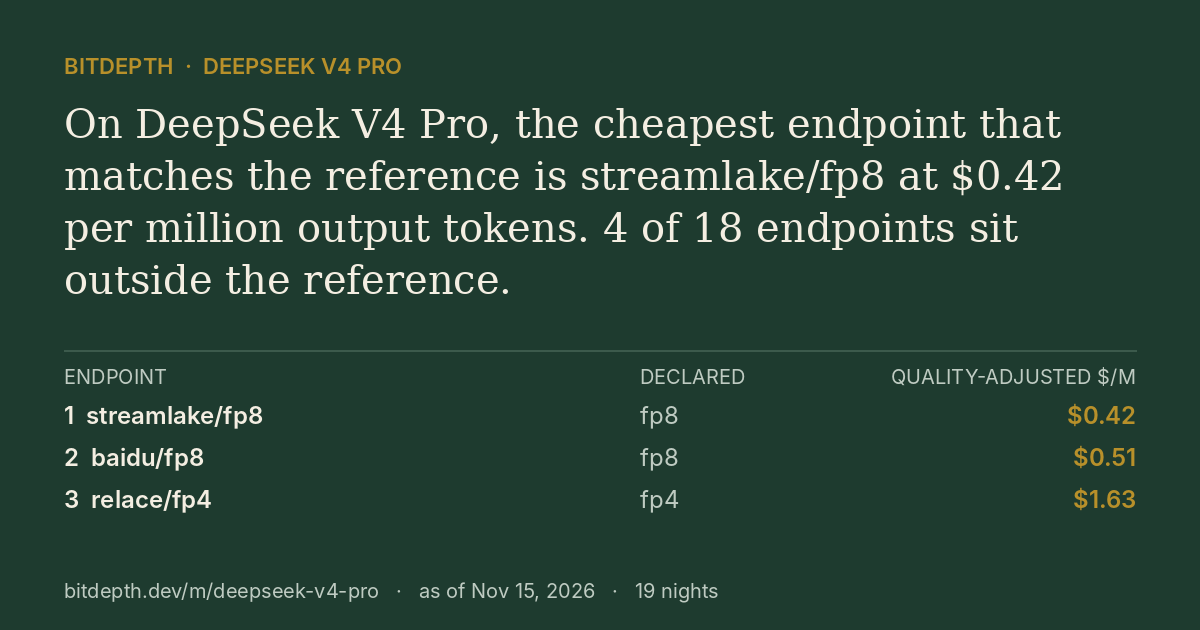 BITDEPTH · DEEPSEEK V4 PRO
On DeepSeek V4 Pro, the cheapest endpoint that
matches the reference is streamlake/fp8 at $0.42
per million output tokens. 4 of 18 endpoints sit
outside the reference.
ENDPOINT DECLARED QUALITY-ADJUSTED $/M
1 streamlake/fp8 fp8 $0.42
2 baidu/fp8 fp8 $0.51
3 relace/fp4 fp4 $1.63
bitdepth.dev/m/deepseek-v4-pro · as of Nov 15, 2026 · 19 nights